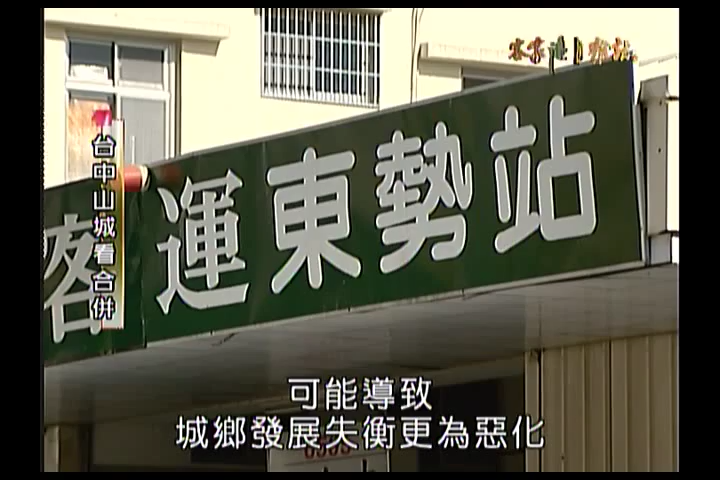 台中山城看合併
客運東勢站
可能導致
城鄉發展失衡更為惡化